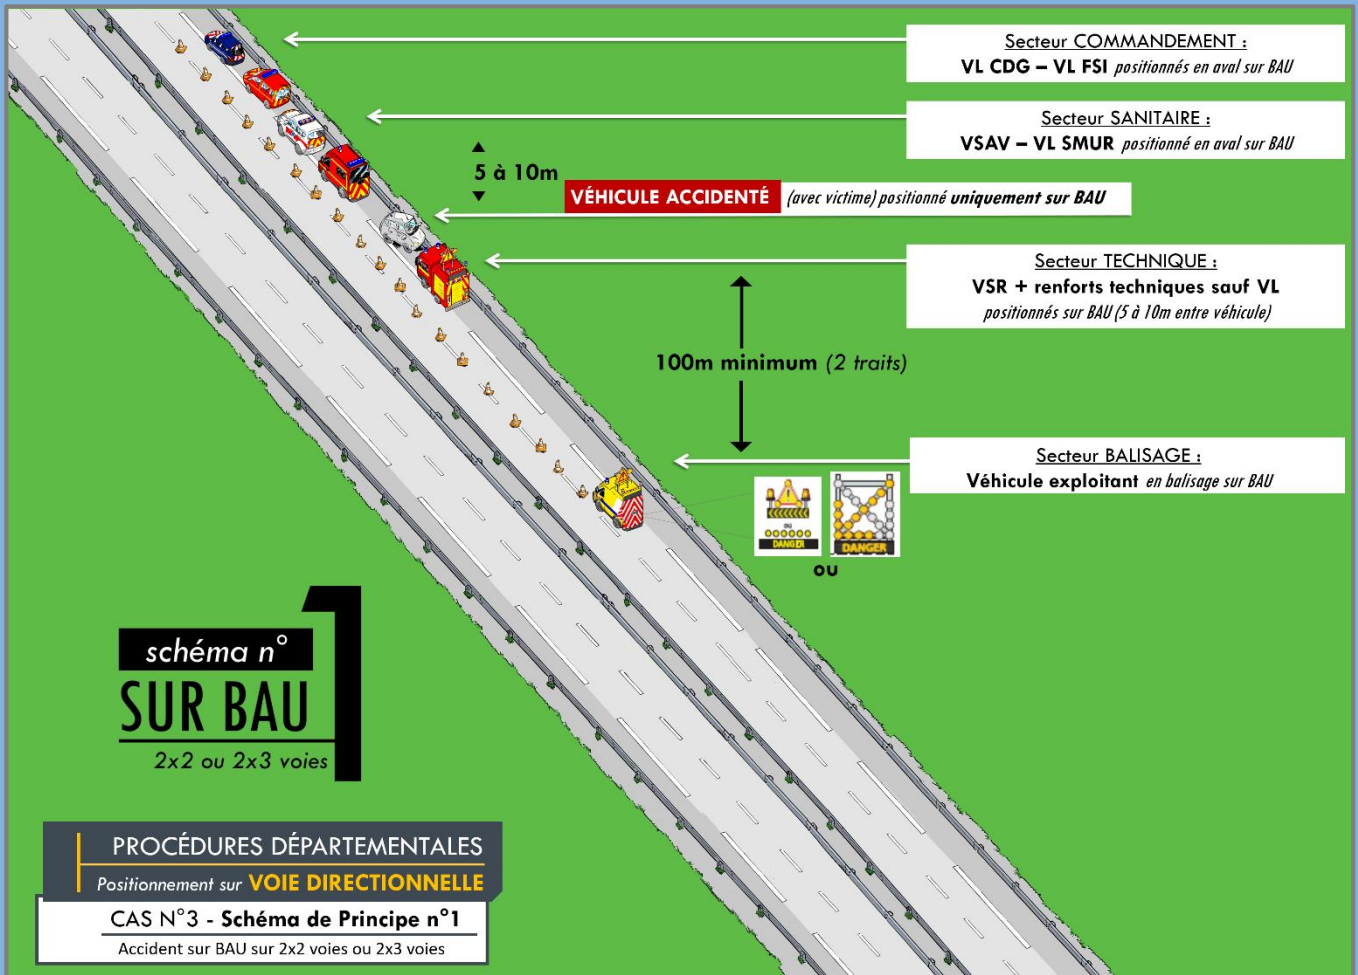 Secteur COMMANDEMENT :
VL CDG – VL FSI positionnés en aval sur BAU
Secteur SANITAIRE :
VSAV – VL SMUR positionné en aval sur BAU
5 à 10m
VÉHICULE ACCIDENTÉ (avec victime) positionné uniquement sur BAU
Secteur TECHNIQUE :
VSR + renforts techniques sauf VL
positionnés sur BAU (5 à 10m entre véhicule)
100m minimum (2 traits)
Secteur BALISAGE :
Véhicule exploitant en balisage sur BAU
ou
DANGER
DANGER
ou
schéma n° 1
SUR BAU
2x2 ou 2x3 voies
PROCÉDURES DÉPARTEMENTALES
Positionnement sur VOIE DIRECTIONNELLE
CAS N°3 - Schéma de Principe n°1
Accident sur BAU sur 2x2 voies ou 2x3 voies